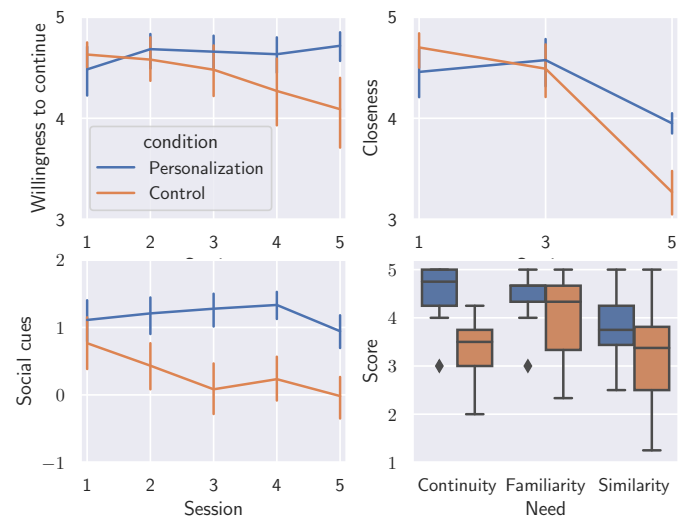 Willingness to continue
5
4
3
condition
Personalization
Control
1 2 3 4 5
Closeness
5
4
3
1 3 5
Social cues
2
1
0
−1
1 2 3 4 5
Session
Score
5
4
3
2
1
Continuity Familiarity Similarity
Need